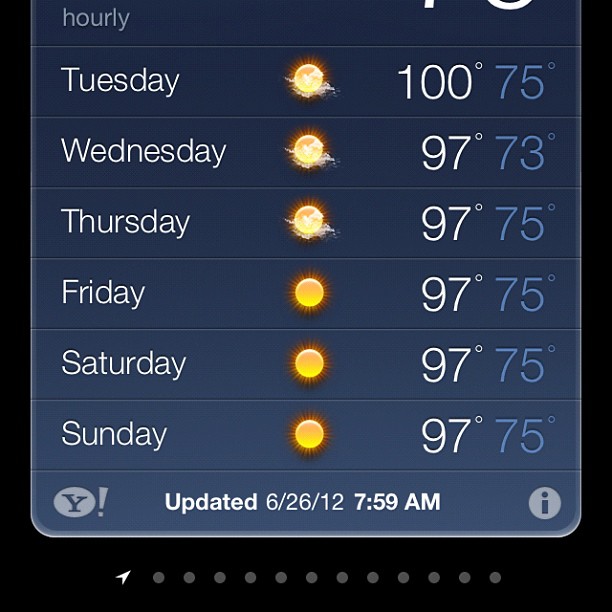 hourly
Tuesday 100° 75°
Wednesday 97° 73°
Thursday 97° 75°
Friday 97° 75°
Saturday 97° 75°
Sunday 97° 75°
Y! Updated 6/26/12 7:59 AM i